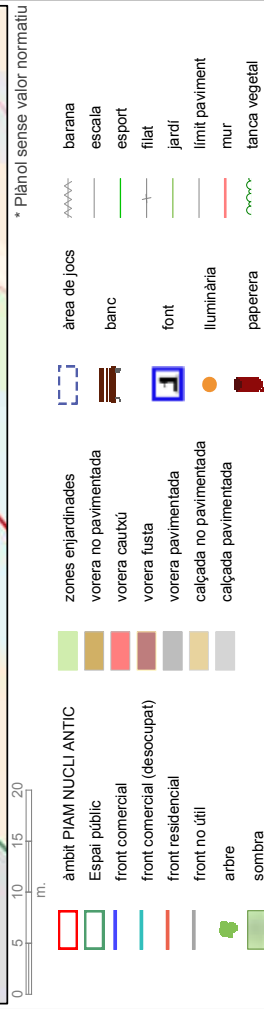 0 5 10 15 20
m.
* Plànol sense valor normatiu
àmbit PIAM NUCLI ANTIC
Espai públic
front comercial
front comercial (desocupat)
front residencial
front no útil
arbre
sombra
zones enjardinades
vorera no pavimentada
vorera cautxú
vorera fusta
vorera pavimentada
calçada no pavimentada
calçada pavimentada
àrea de jocs
banc
font
lluminària
paperera
barana
escala
esport
filat
jardí
límit paviment
mur
tanca vegetal